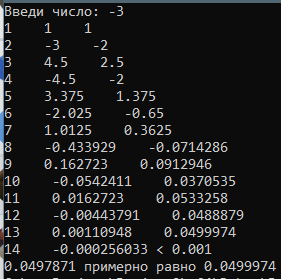 Введи число: -3
1 1 1
2 -3 -2
3 4.5 2.5
4 -4.5 -2
5 3.375 1.375
6 -2.025 -0.65
7 1.0125 0.3625
8 -0.433929 -0.0714286
9 0.162723 0.0912946
10 -0.0542411 0.0370535
11 0.0162723 0.0533258
12 -0.00443791 0.0488879
13 0.00110948 0.0499974
14 -0.000256033 < 0.001
0.0497871 примерно равно 0.0499974